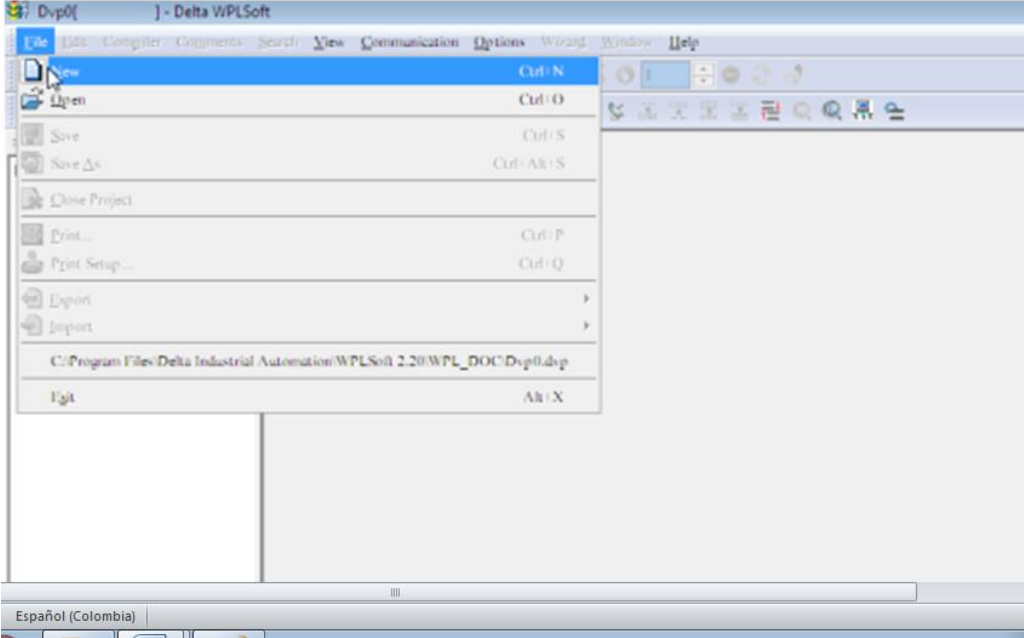 Dvp0[ ] - Delta WPLSoft
File Edit Compiler Comments Search View Communication Options Wizard Window Help
New Ctrl+N
Open Ctrl+O
Save Ctrl+S
Save As Ctrl+Alt+S
Close Project
Print... Ctrl+P
Print Setup... Ctrl+Q
Export
Import
C:\Program Files\Delta Industrial Automation\WPLSoft 2.20\WPL_DOC\Dvp0.dvp
Exit Alt+X
Español (Colombia)